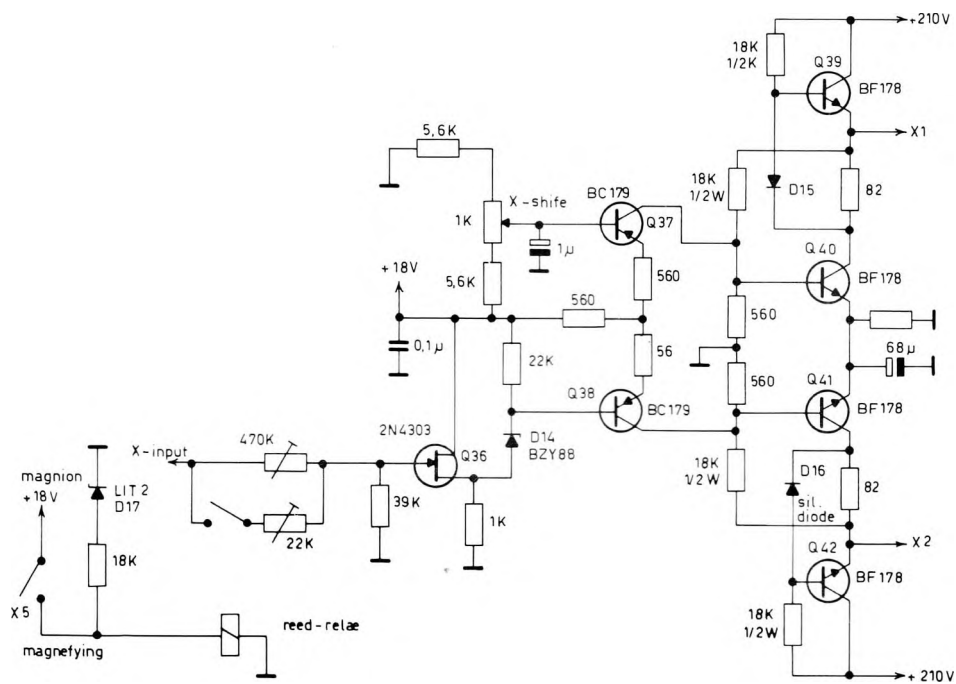 +210V
18K
1/2K
Q39
BF178
X1
5,6K
18K
1/2W
D15
82
BC179
X-shife
Q37
1K
1µ
Q40
BF178
+18V
5,6K
560
560
560
0,1µ
22K
56
68µ
560
Q38
Q41
BC179
BF178
2N4303
D14
BZY88
X-input
470K
Q36
18K
1/2W
D16
82
magnion
+18V
LIT2
D17
39K
sil.
diode
22K
1K
X2
Q42
18K
BF178
X5
18K
1/2W
reed-relæ
magnefying
+210V